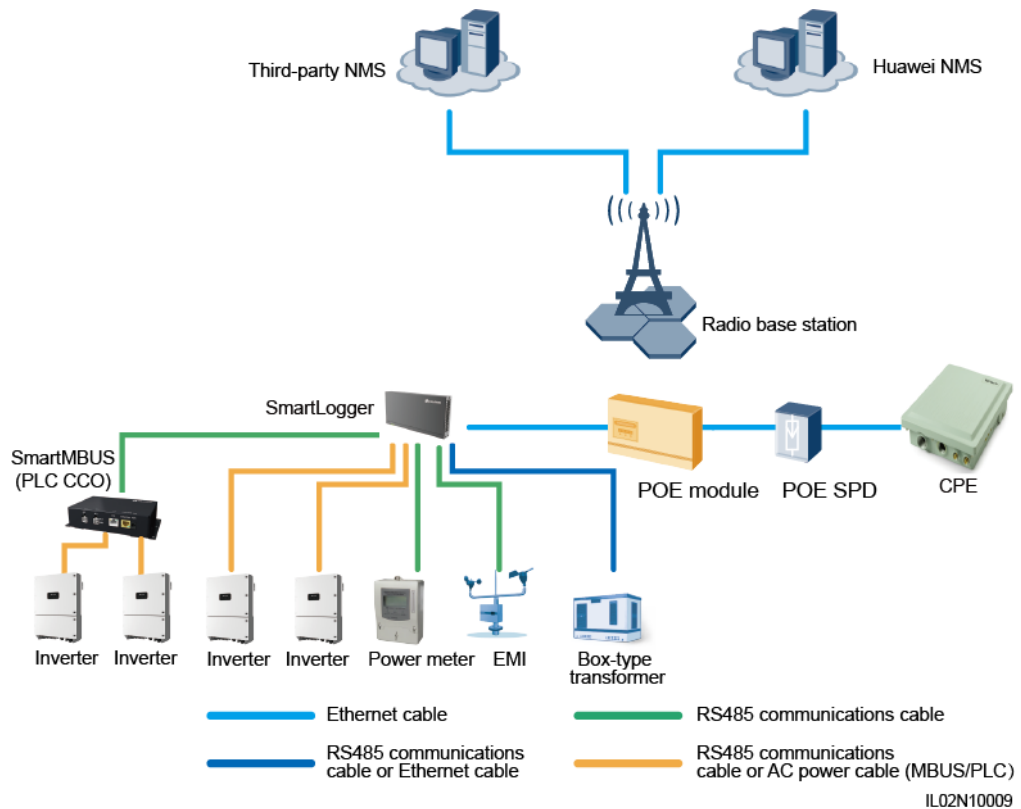 Third-party NMS
Huawei NMS
Radio base station
SmartLogger
SmartMBUS
(PLC CCO)
POE module
POE SPD
CPE
Inverter
Inverter
Inverter
Inverter
Power meter
EMI
Box-type
transformer
Ethernet cable
RS485 communications cable
RS485 communications
cable or Ethernet cable
RS485 communications
cable or AC power cable (MBUS/PLC)
IL02N10009